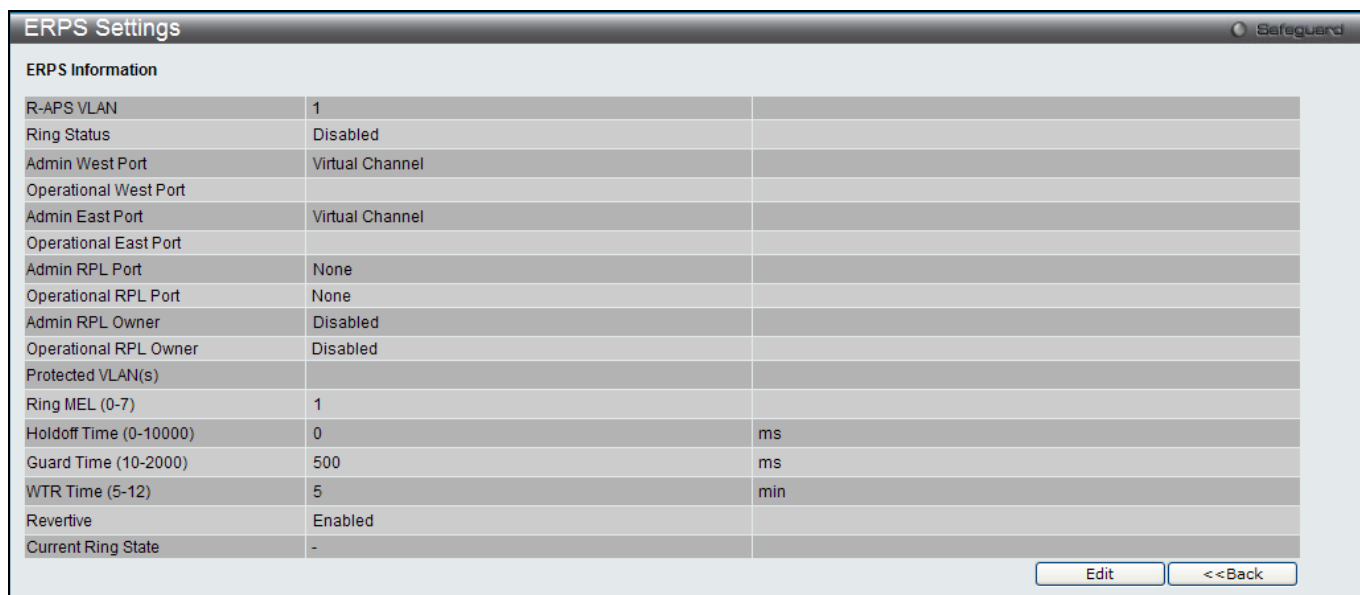 ERPS Settings
Safeguard
ERPS Information
R-APS VLAN 1
Ring Status Disabled
Admin West Port Virtual Channel
Operational West Port
Admin East Port Virtual Channel
Operational East Port
Admin RPL Port None
Operational RPL Port None
Admin RPL Owner Disabled
Operational RPL Owner Disabled
Protected VLAN(s)
Ring MEL (0-7) 1
Holdoff Time (0-10000) 0 ms
Guard Time (10-2000) 500 ms
WTR Time (5-12) 5 min
Revertive Enabled
Current Ring State -
Edit <<Back